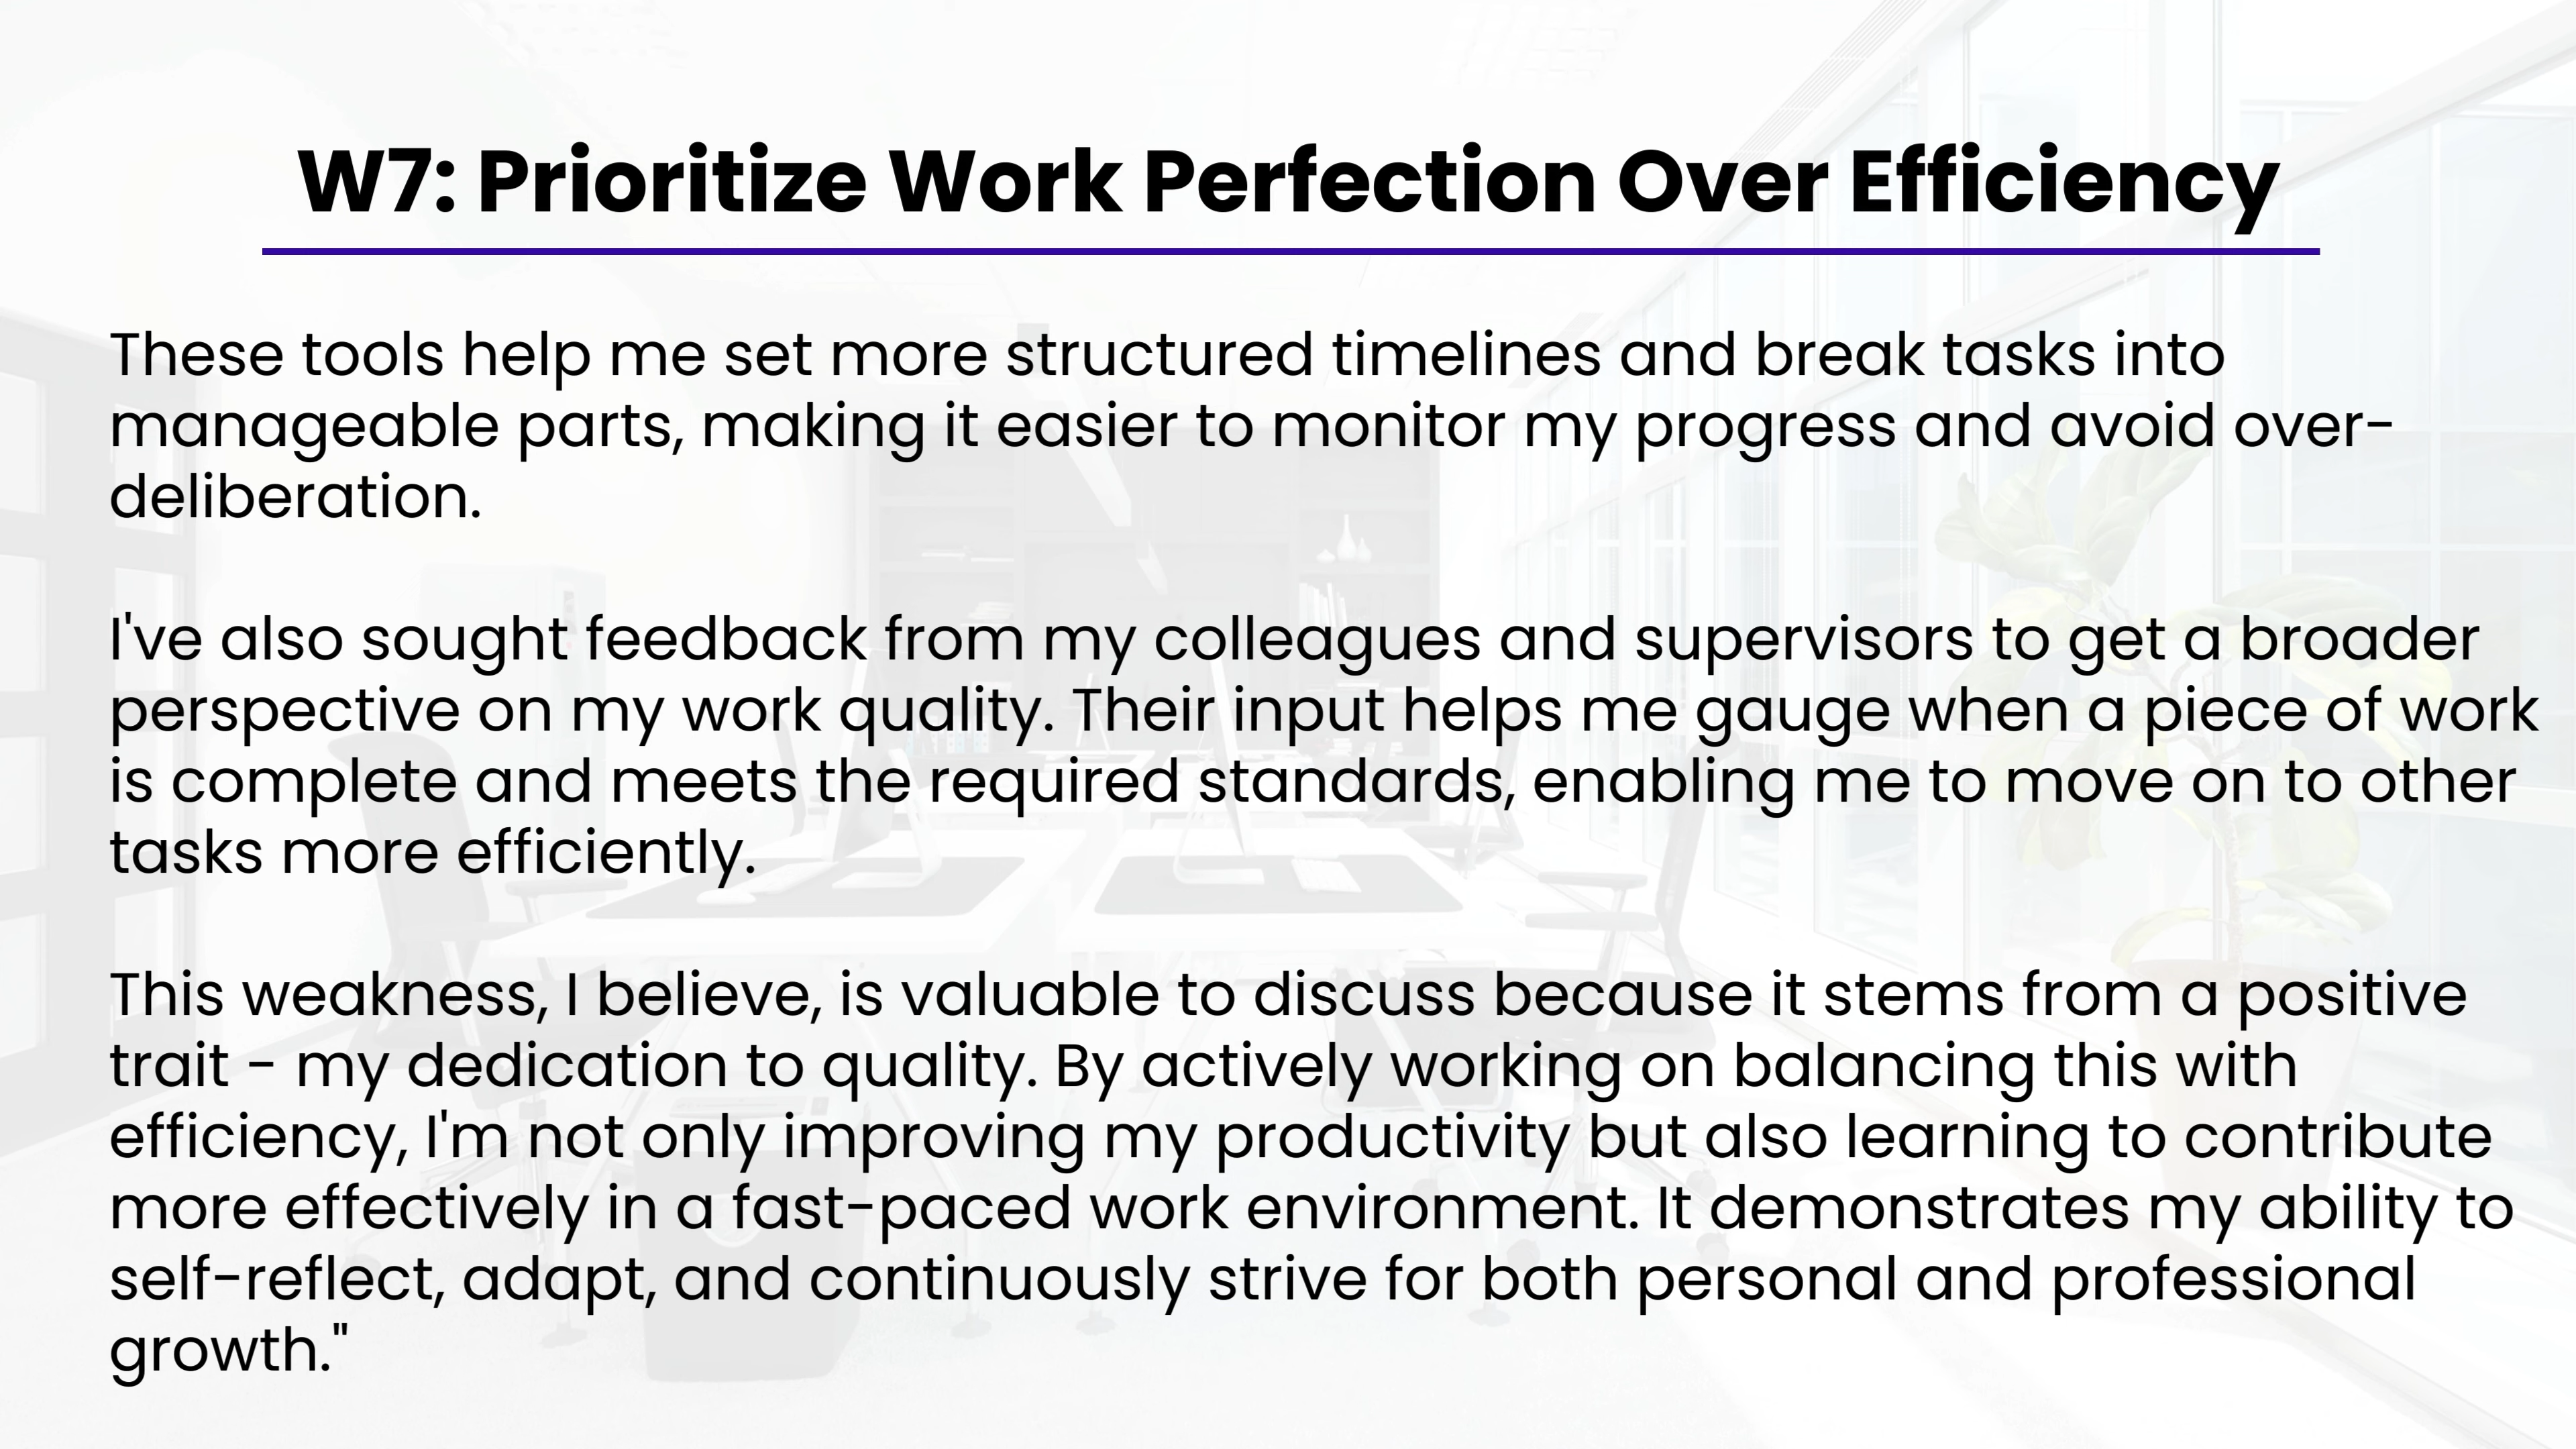 W7: Prioritize Work Perfection Over Efficiency
These tools help me set more structured timelines and break tasks into
manageable parts, making it easier to monitor my progress and avoid over-
deliberation.
I've also sought feedback from my colleagues and supervisors to get a broader
perspective on my work quality. Their input helps me gauge when a piece of work
is complete and meets the required standards, enabling me to move on to other
tasks more efficiently.
This weakness, I believe, is valuable to discuss because it stems from a positive
trait - my dedication to quality. By actively working on balancing this with
efficiency, I'm not only improving my productivity but also learning to contribute
more effectively in a fast-paced work environment. It demonstrates my ability to
self-reflect, adapt, and continuously strive for both personal and professional
growth."